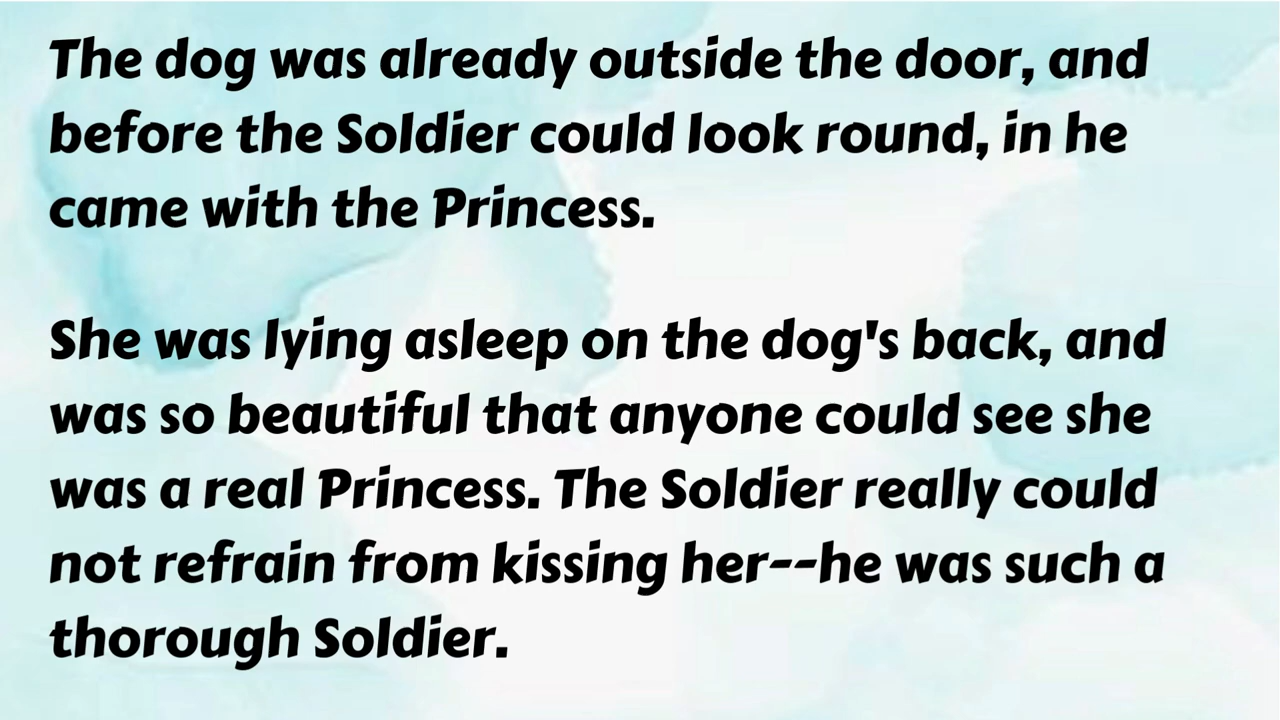 The dog was already outside the door, and
before the Soldier could look round, in he
came with the Princess.
She was lying asleep on the dog's back, and
was so beautiful that anyone could see she
was a real Princess. The Soldier really could
not refrain from kissing her--he was such a
thorough Soldier.